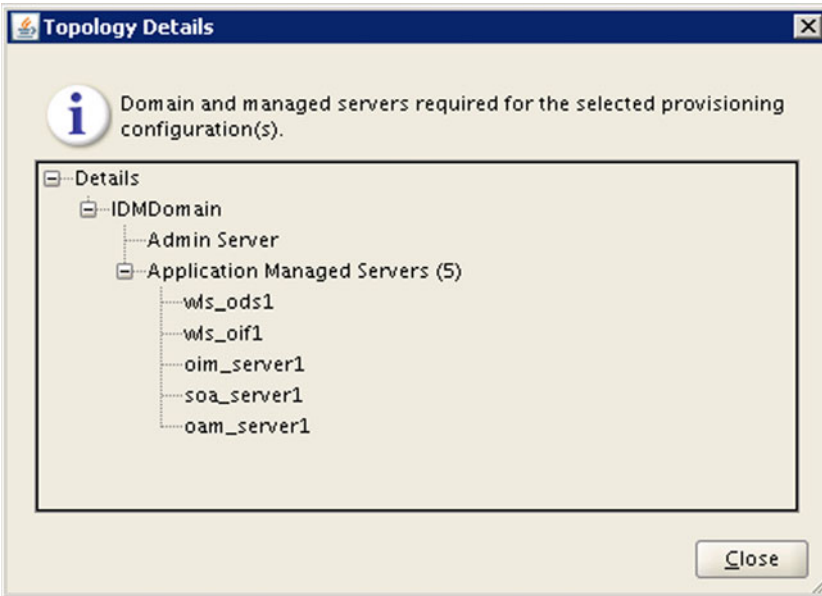 Topology Details
Domain and managed servers required for the selected provisioning
configuration(s).
Details
IDMDomain
Admin Server
Application Managed Servers (5)
wls_ods1
wls_oif1
oim_server1
soa_server1
oam_server1
Close